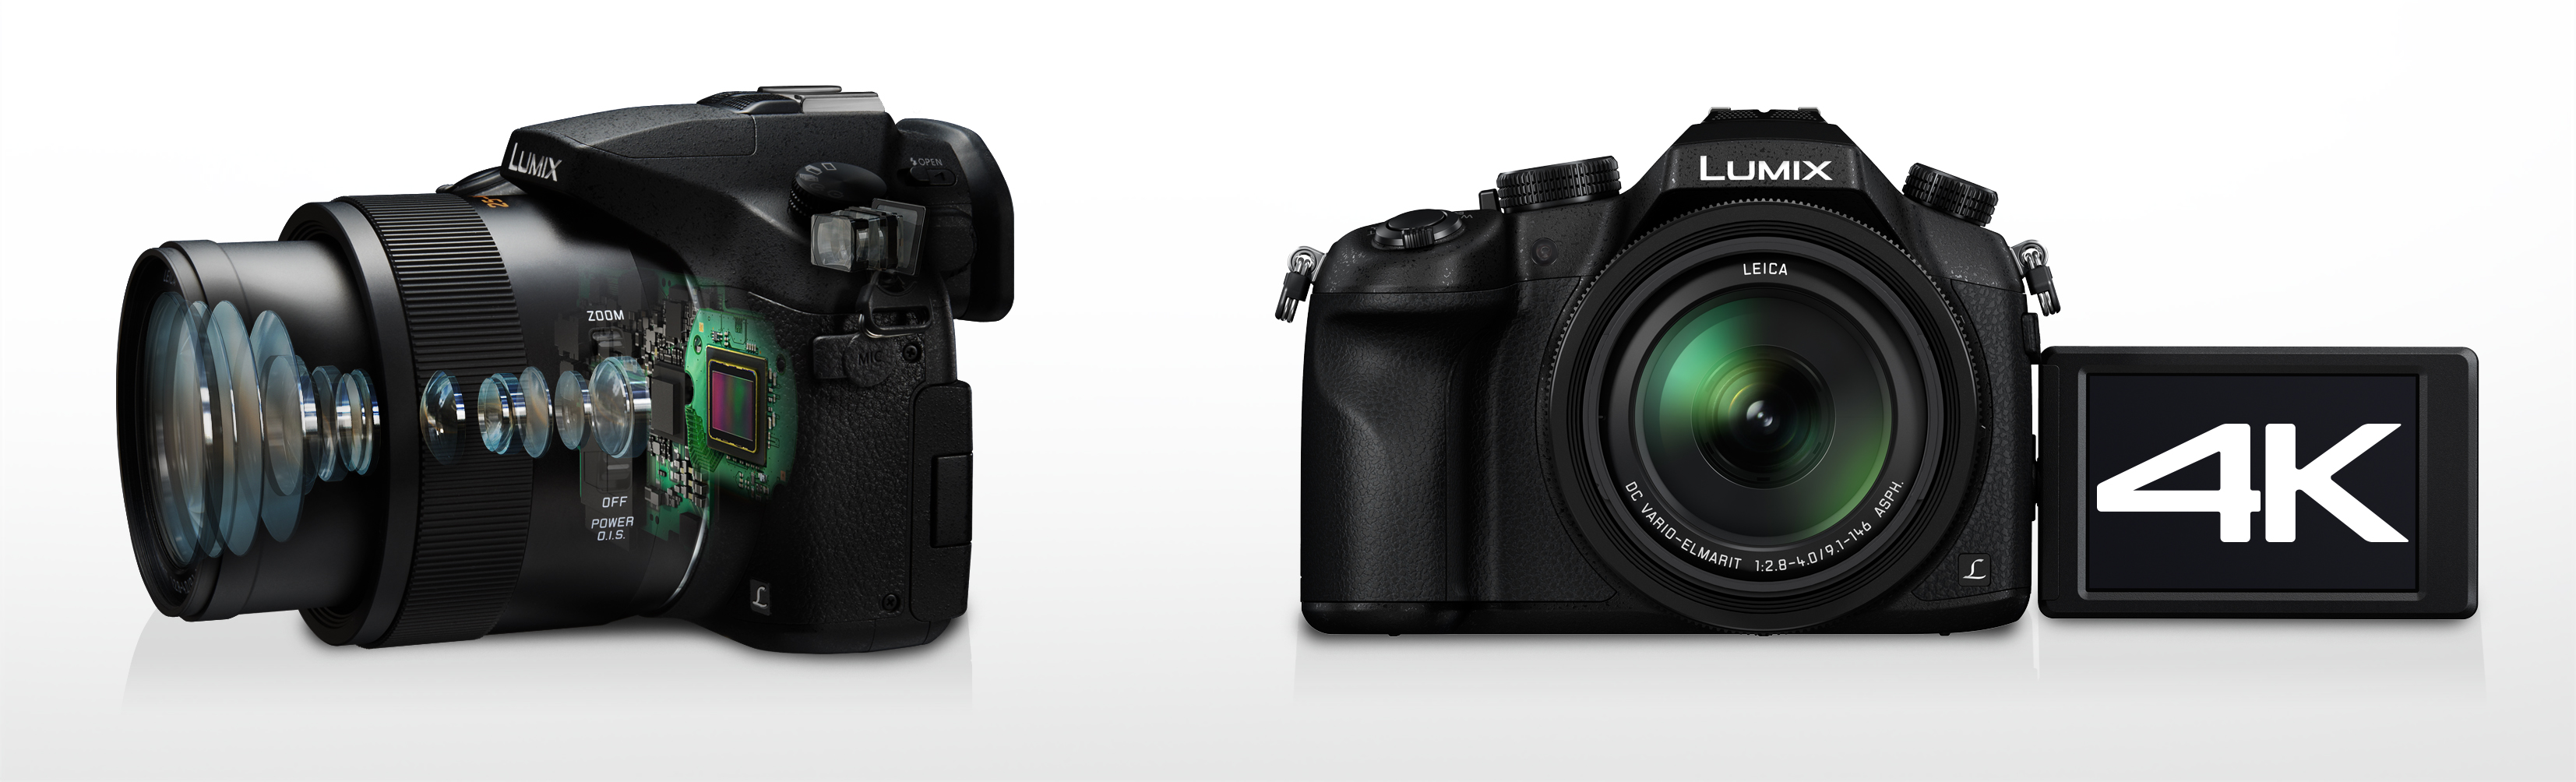 LUMIX
OPEN
ZOOM
MIC
OFF
POWER
O.I.S.
L
LUMIX
LEICA
DC VARIO-ELMARIT 1:2.8-4.0/9.1-146 ASPH.
L
4K